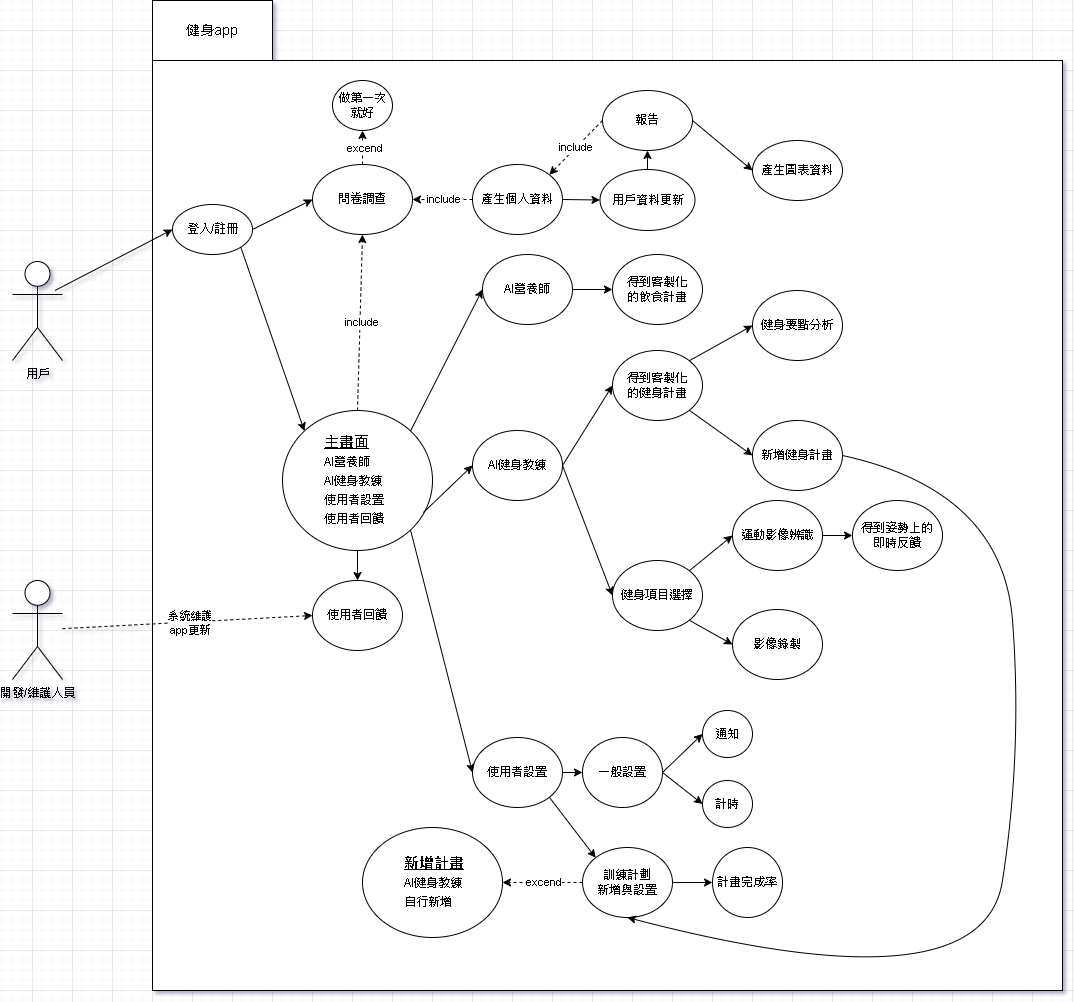 健身app
做第一次
就好
excend
問卷調查
include
產生個人資料
include
報告
用戶資料更新
產生圖表資料
登入/註冊
用戶
include
AI營養師
得到客製化
的飲食計畫
主畫面
AI營養師
AI健身教練
使用者設置
使用者回饋
AI健身教練
得到客製化
的健身計畫
健身要點分析
新增健身計畫
運動影像辨識
得到姿勢上的
即時反饋
健身項目選擇
影像錄製
使用者回饋
系統維護
app更新
開發/維護人員
使用者設置
一般設置
通知
計時
新增計畫
AI健身教練
自行新增
excend
訓練計劃
新增與設置
計畫完成率